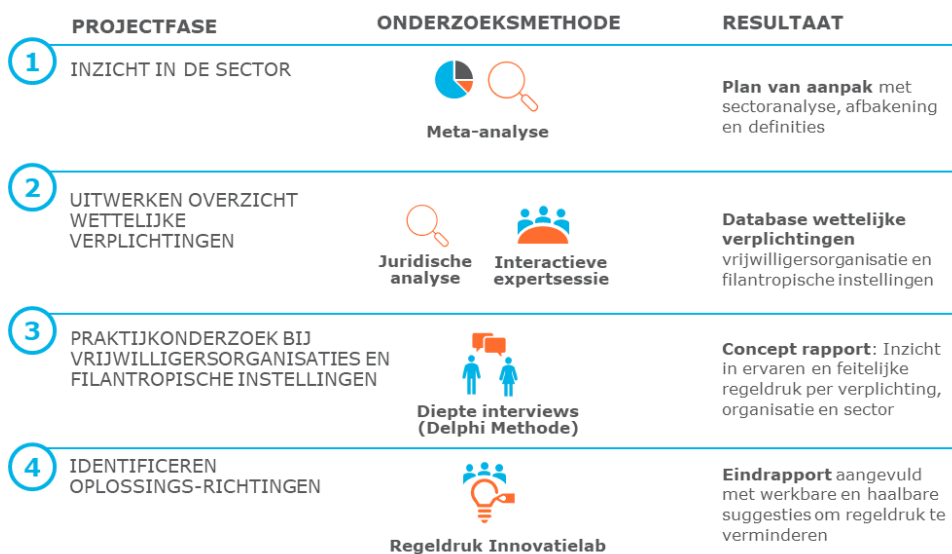 PROJECTFASE
ONDERZOEKSMETHODE
RESULTAAT
1
INZICHT IN DE SECTOR
Meta-analyse
Plan van aanpak met
sectoranalyse, afbakening
en definities
2
UITWERKEN OVERZICHT
WETTELIJKE
VERPLICHTINGEN
Juridische
analyse
Interactieve
expertsessie
Database wettelijke
verplichtingen
vrijwilligersorganisatie en
filantropische instellingen
3
PRAKTIJKONDERZOEK BIJ
VRIJWILLIGERSORGANISATIES EN
FILANTROPISCHE INSTELLINGEN
Diepte interviews
(Delphi Methode)
Concept rapport: Inzicht
in ervaren en feitelijke
regeldruk per verplichting,
organisatie en sector
4
IDENTIFICEREN
OPLOSSINGS-RICHTINGEN
Regeldruk Innovatielab
Eindrapport aangevuld
met werkbare en haalbare
suggesties om regeldruk te
verminderen